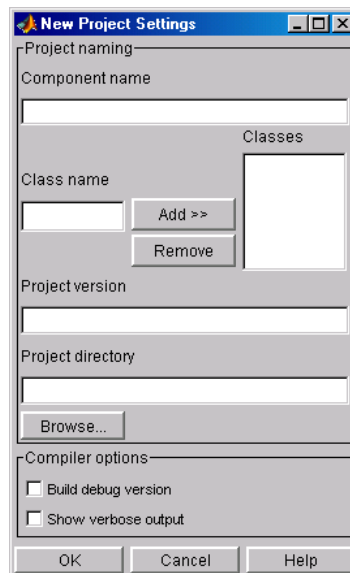 New Project Settings
Project naming
Component name
Classes
Class name
Add >>
Remove
Project version
Project directory
Browse...
Compiler options
Build debug version
Show verbose output
OK Cancel Help